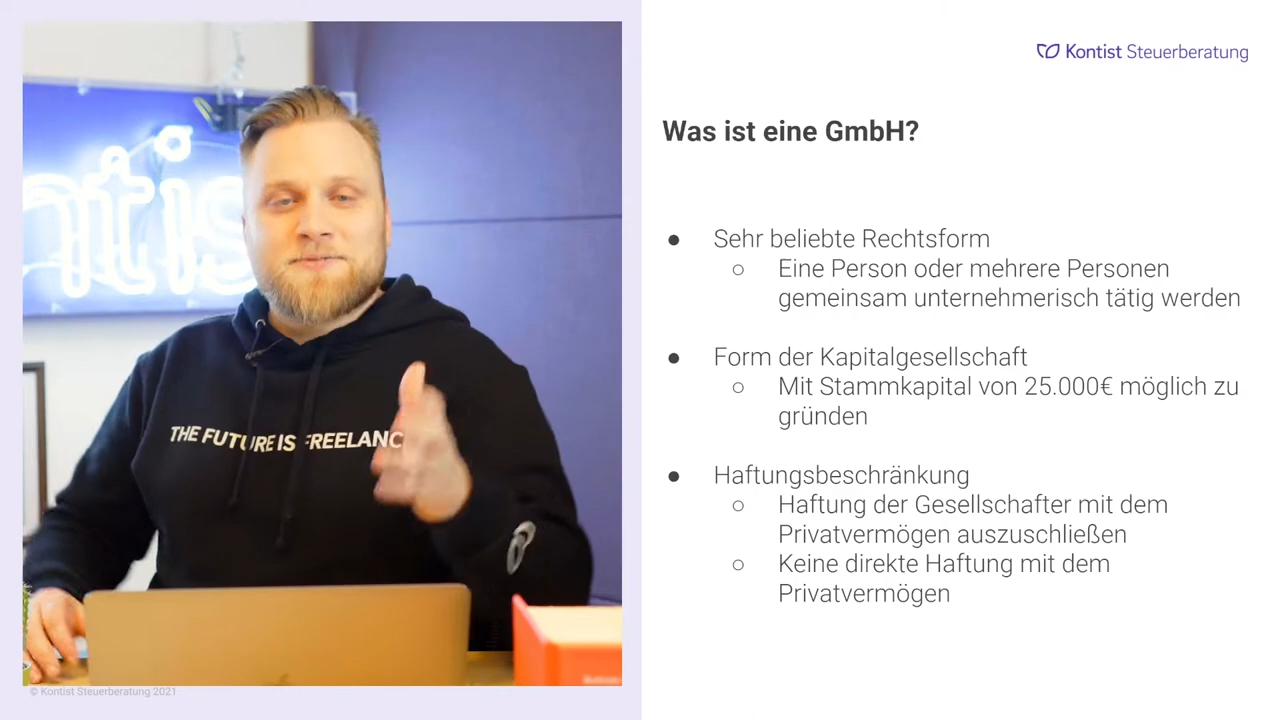 Kontist Steuerberatung
Was ist eine GmbH?
ntis
THE FUTURE IS FREELANC
● Sehr beliebte Rechtsform
○ Eine Person oder mehrere Personen
gemeinsam unternehmerisch tätig werden
● Form der Kapitalgesellschaft
○ Mit Stammkapital von 25.000€ möglich zu
gründen
● Haftungsbeschränkung
○ Haftung der Gesellschafter mit dem
Privatvermögen auszuschließen
○ Keine direkte Haftung mit dem
Privatvermögen
© Kontist Steuerberatung 2021